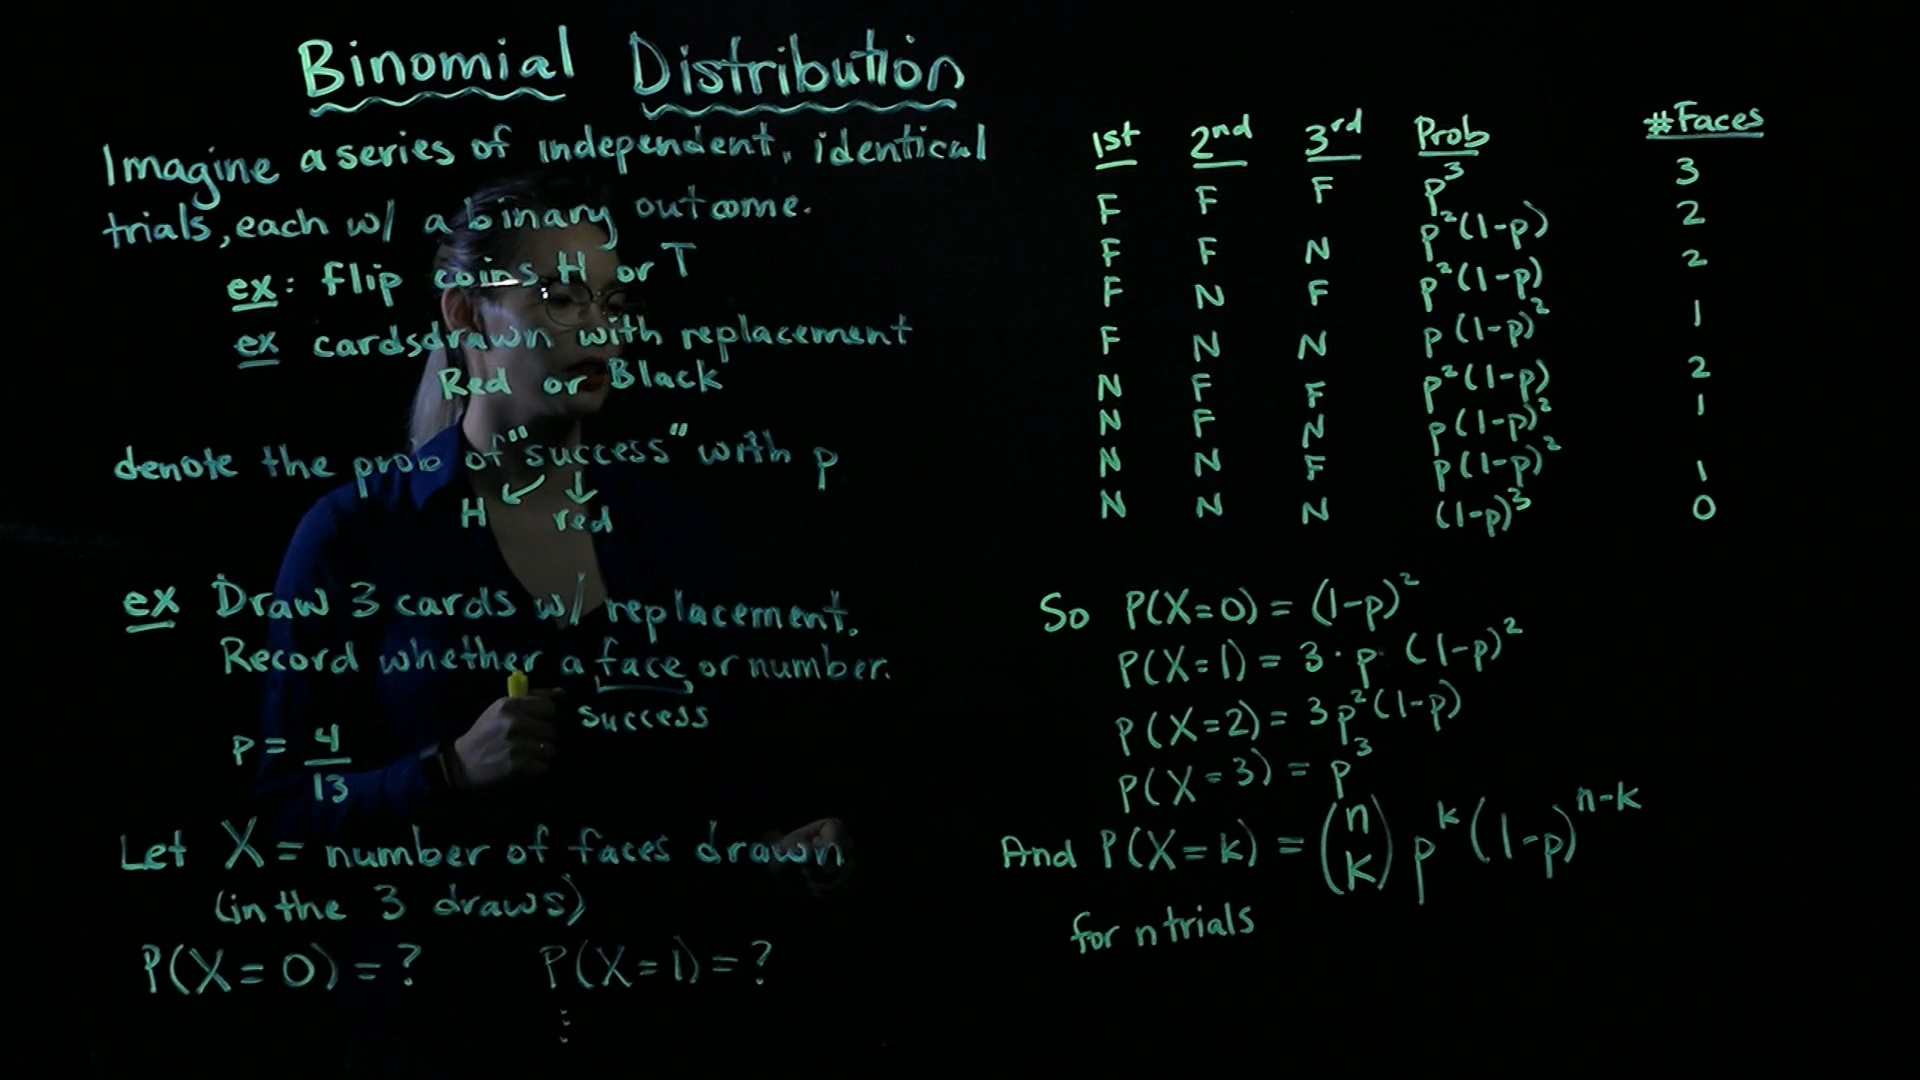 Binomial Distribution
Imagine a series of independent, identical
trials, each w/ a binary outcome.
ex: flip coins H or T
ex cards drawn with replacement
Red or Black
denote the prob of "success" with p
H ↙ ↓ red
ex Draw 3 cards w/ replacement.
Record whether a face or number.
success
p = 4/13
Let X = number of faces drawn
(in the 3 draws)
P(X=0) = ? P(X=1) = ?
⋮
1st 2nd 3rd Prob #Faces
F F F p³ 3
F F N p²(1-p) 2
F N F p²(1-p) 2
F N N p(1-p)² 1
N F F p²(1-p) 2
N F N p(1-p)² 1
N N F p(1-p)² 1
N N N (1-p)³ 0
So P(X=0) = (1-p)²
P(X=1) = 3·p (1-p)²
P(X=2) = 3p²(1-p)
P(X=3) = p³
And P(X=k) = (n k) p^k (1-p)^n-k
for n trials